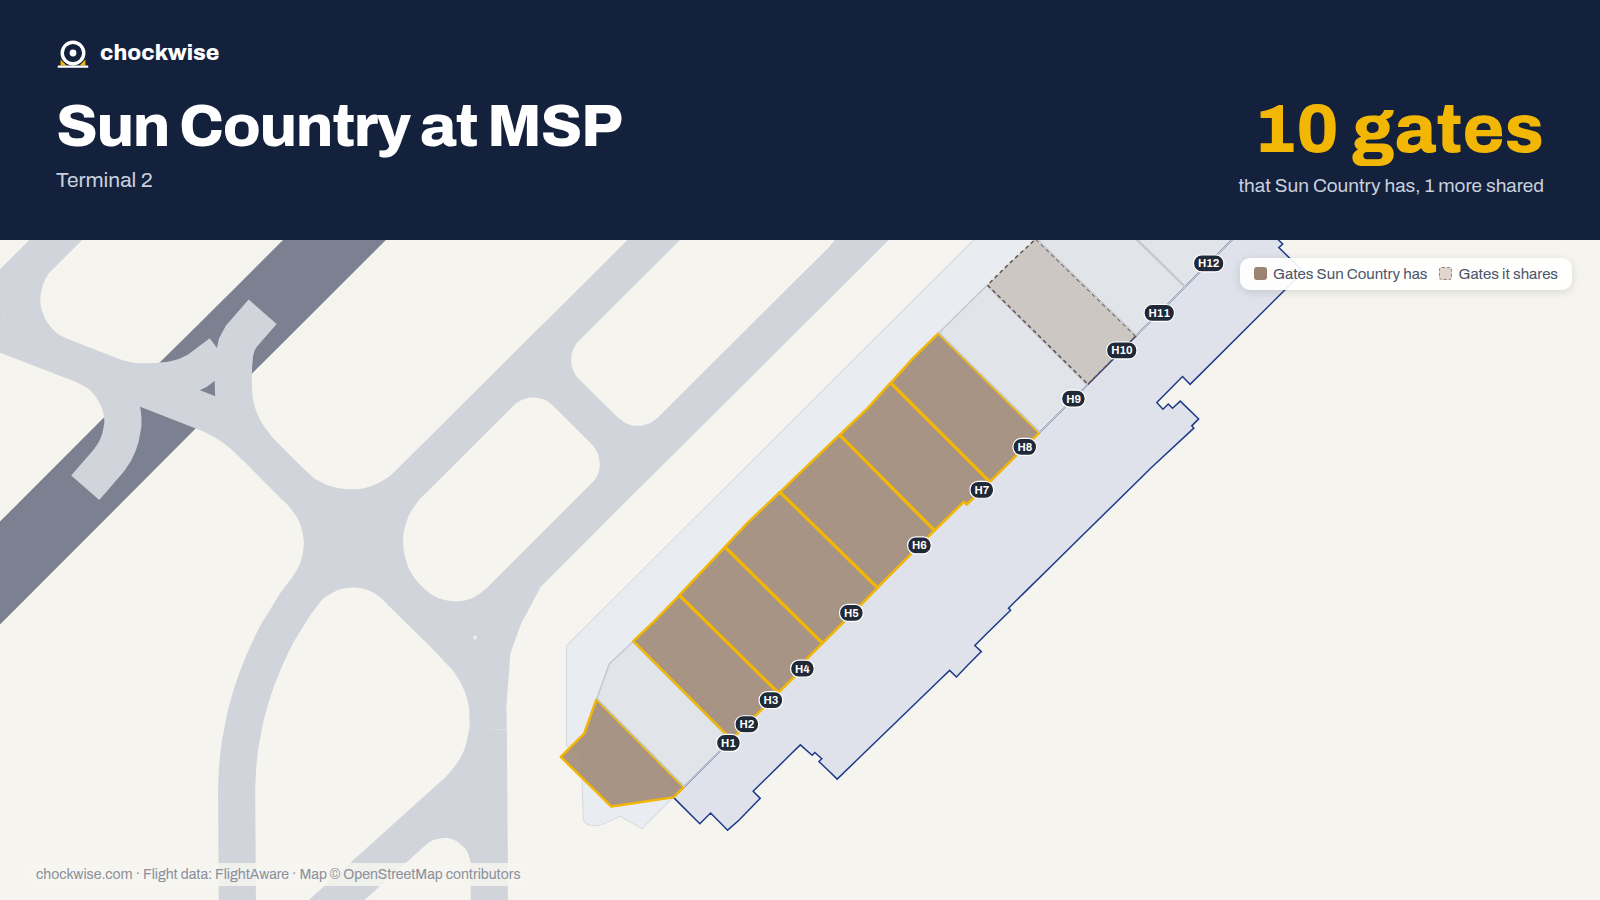 chockwise
Sun Country at MSP
Terminal 2
10 gates
that Sun Country has, 1 more shared
Gates Sun Country has
Gates it shares
H12
H11
H10
H9
H8
H7
H6
H5
H4
H3
H2
H1
chockwise.com · Flight data: FlightAware · Map © OpenStreetMap contributors